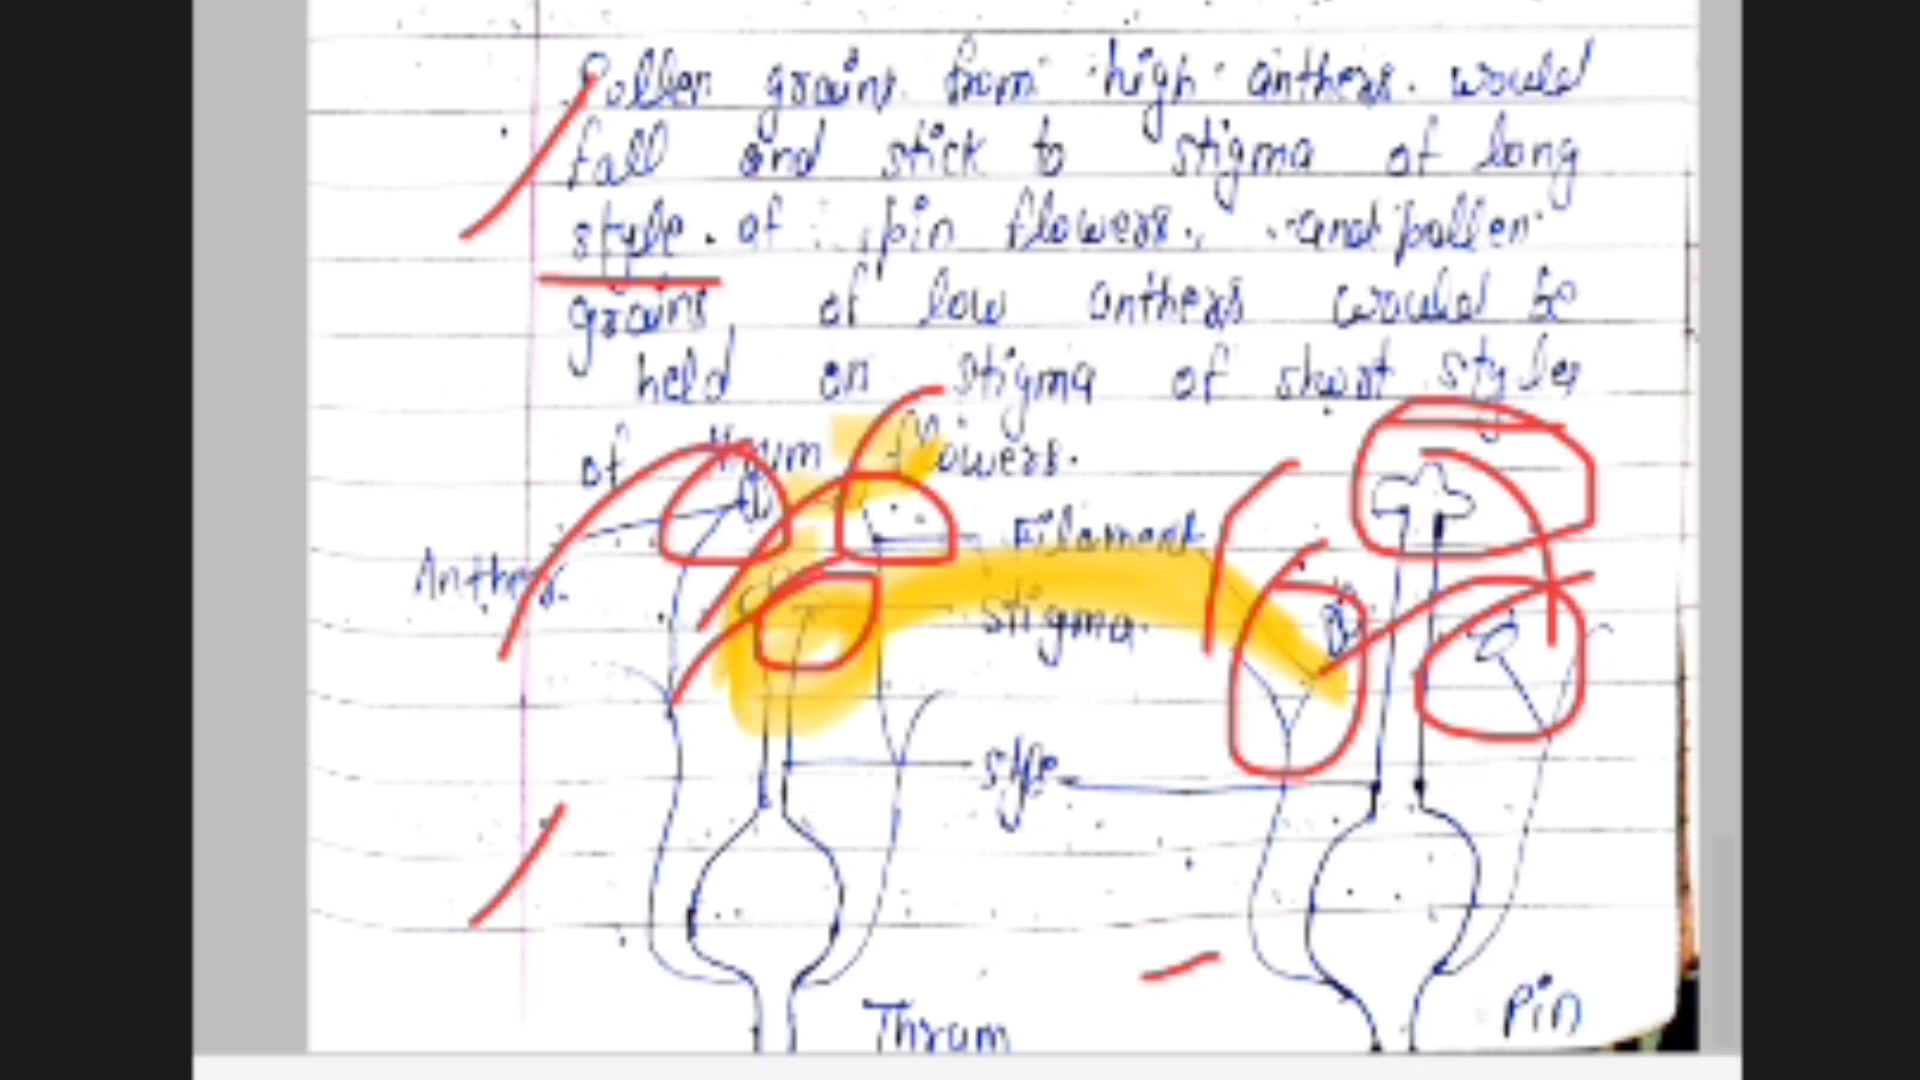 Pollen grains from high anthers would
fall and stick to stigma of long
style of pin flowers, and pollen
grains, of low anthers would be
held on stigma of short styles
of Thrum flowers.
Filament
Anther
stigma
style
Thrum
Pin